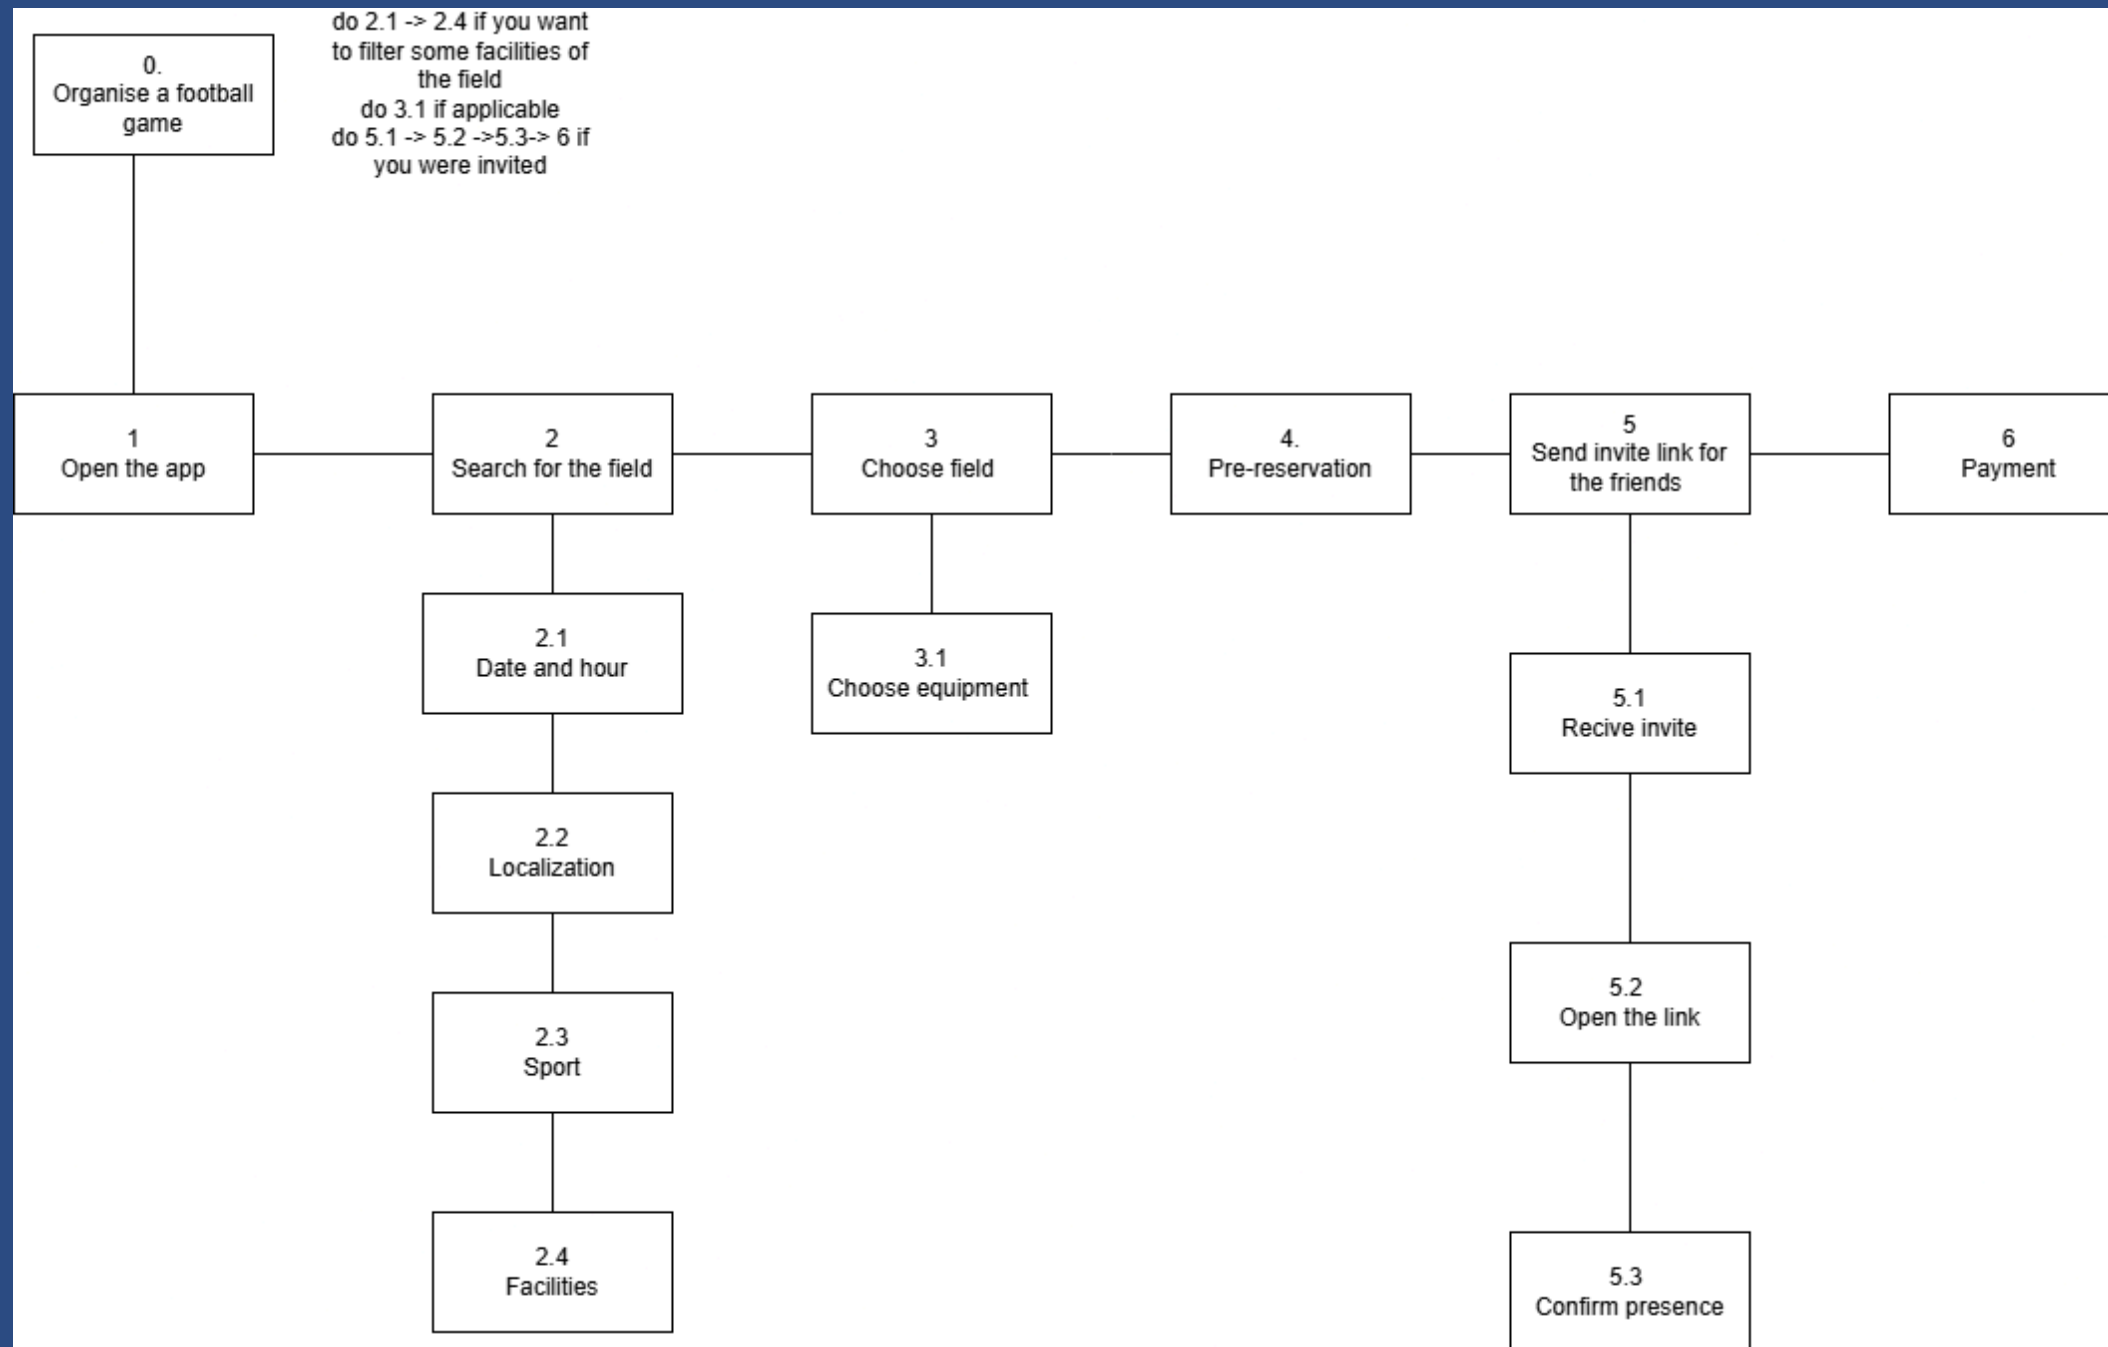 0.
Organise a football
game
do 2.1 -> 2.4 if you want
to filter some facilities of
the field
do 3.1 if applicable
do 5.1 -> 5.2 ->5.3-> 6 if
you were invited
1
Open the app
2
Search for the field
3
Choose field
4.
Pre-reservation
5
Send invite link for
the friends
6
Payment
2.1
Date and hour
2.2
Localization
2.3
Sport
2.4
Facilities
3.1
Choose equipment
5.1
Recive invite
5.2
Open the link
5.3
Confirm presence